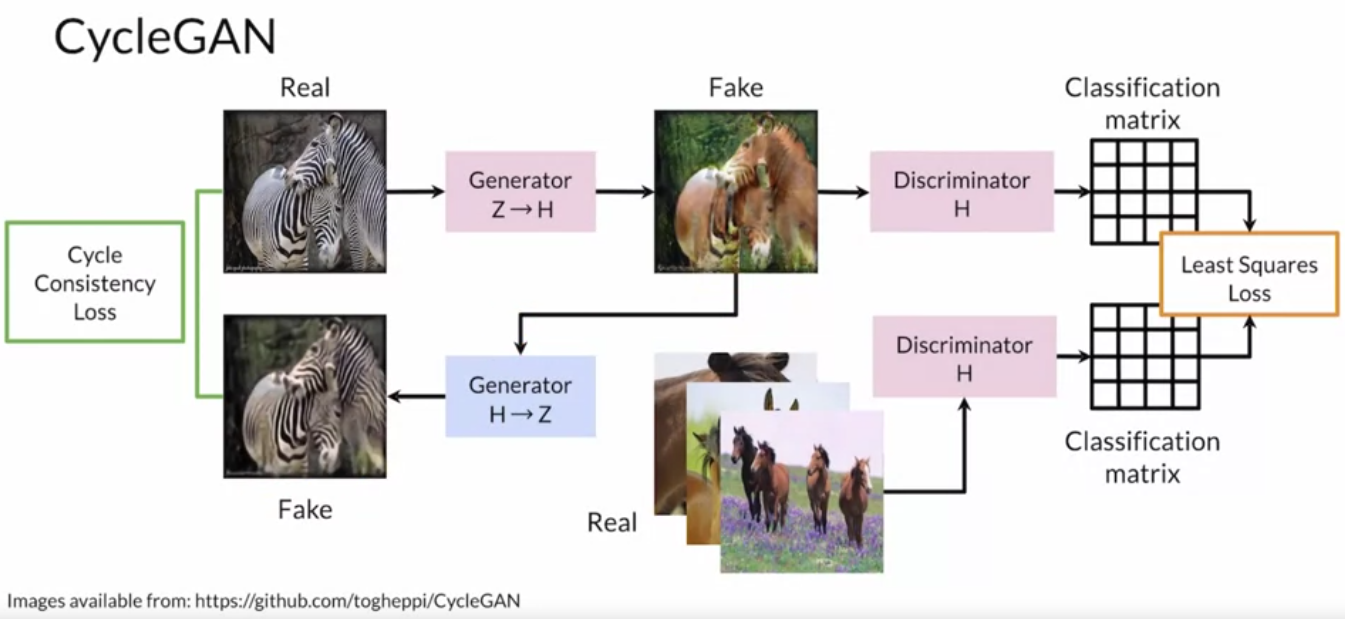 CycleGAN
Real
Fake
Classification
matrix
Generator
Z → H
Discriminator
H
Cycle
Consistency
Loss
Least Squares
Loss
Generator
H → Z
Discriminator
H
Classification
matrix
Fake
Real
Images available from: https://github.com/togheppi/CycleGAN